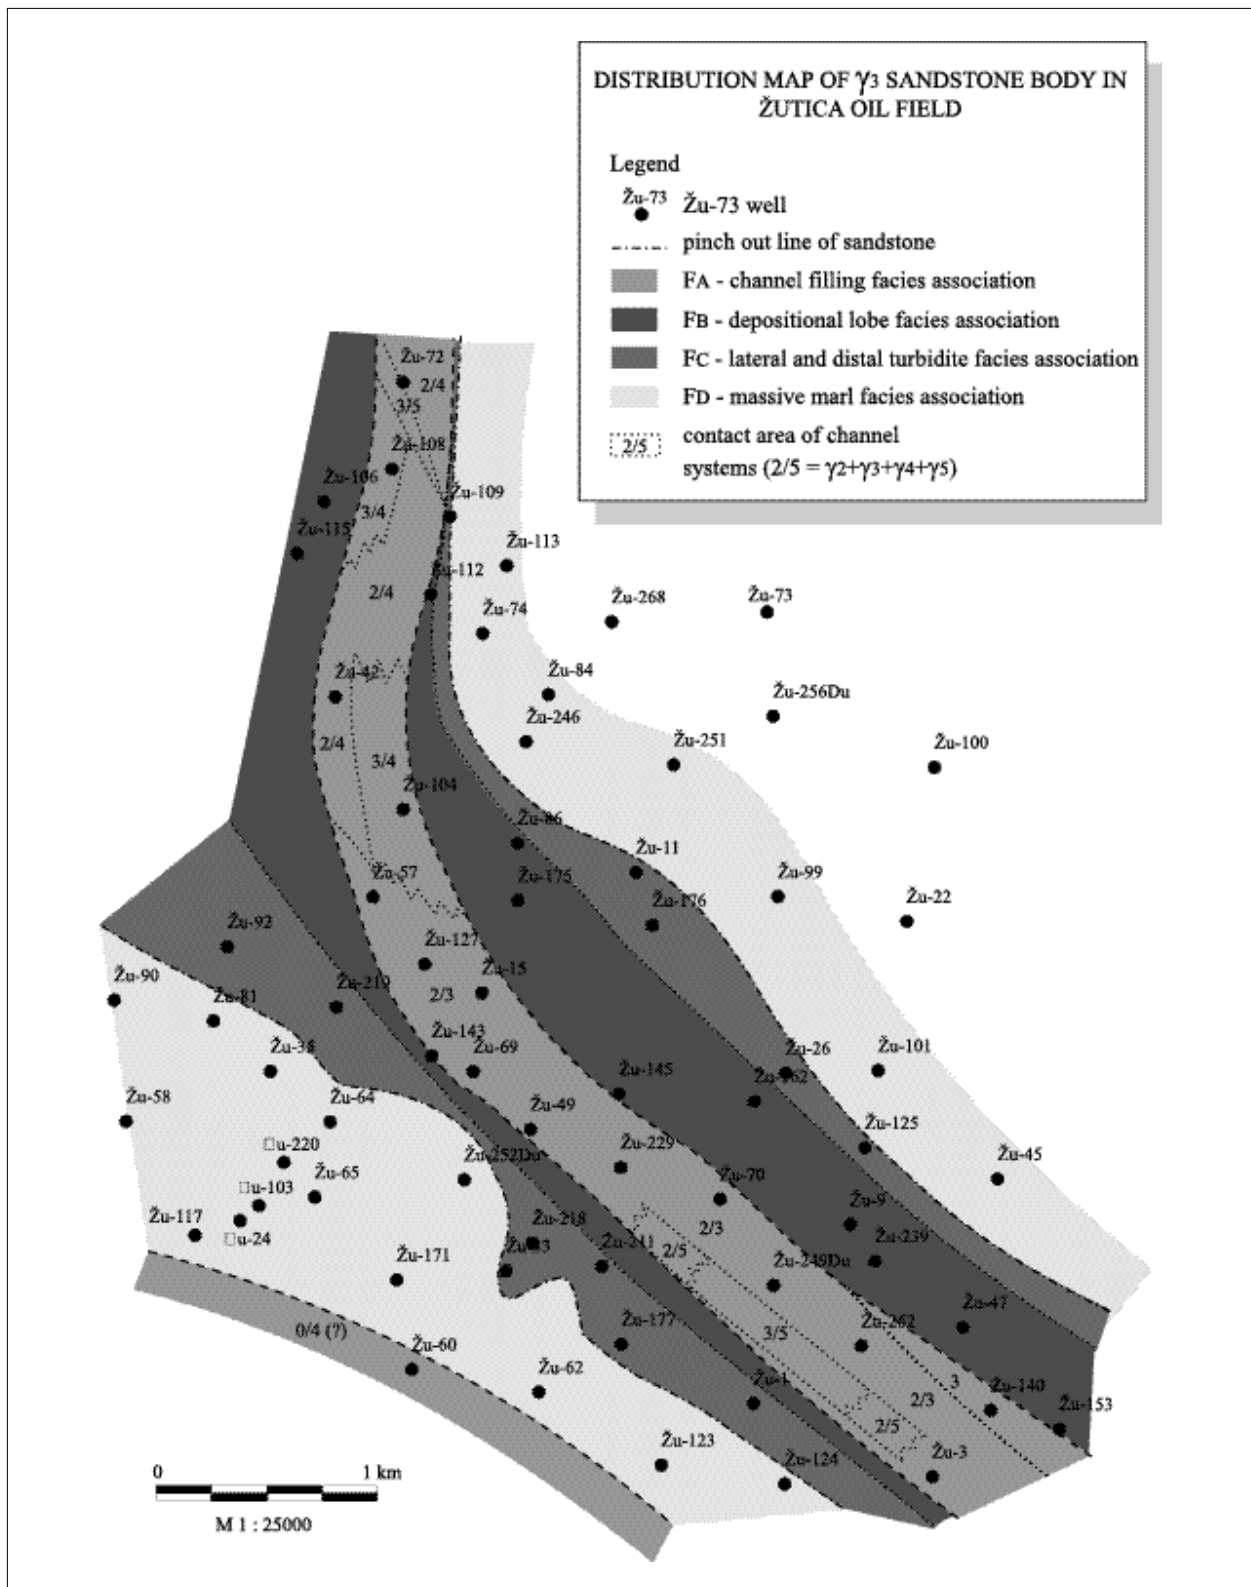 DISTRIBUTION MAP OF γ3 SANDSTONE BODY IN
ŽUTICA OIL FIELD
Legend
Žu-73
Žu-73 well
pinch out line of sandstone
FA - channel filling facies association
FB - depositional lobe facies association
FC - lateral and distal turbidite facies association
FD - massive marl facies association
2/5
contact area of channel
systems (2/5 = γ2+γ3+γ4+γ5)
Žu-72
2/4
3/5
Žu-108
Žu-106
Žu-109
3/4
Žu-115
Žu-113
Žu-112
2/4
Žu-268
Žu-73
Žu-74
Žu-42
Žu-84
Žu-256Du
Žu-246
2/4
Žu-251
Žu-100
3/4
Žu-104
Žu-86
Žu-11
Žu-57
Žu-175
Žu-99
Žu-176
Žu-22
Žu-92
Žu-127
Žu-90
Žu-15
Žu-219
2/3
Žu-81
Žu-143
Žu-38
Žu-69
Žu-26
Žu-101
Žu-145
Žu-58
Žu-64
Žu-49
Žu-125
□u-220
Žu-229
Žu-252Du
Žu-45
Žu-65
□u-103
Žu-70
Žu-117
Žu-9
□u-24
Žu-218
2/3
Žu-239
Žu-171
Žu-211
2/5
Žu-249Du
0/4 (?)
3/5
Žu-47
Žu-60
Žu-177
Žu-262
Žu-62
Žu-1
3
2/3
Žu-140
Žu-153
2/5
Žu-123
Žu-124
Žu-3
0
1 km
M 1 : 25000